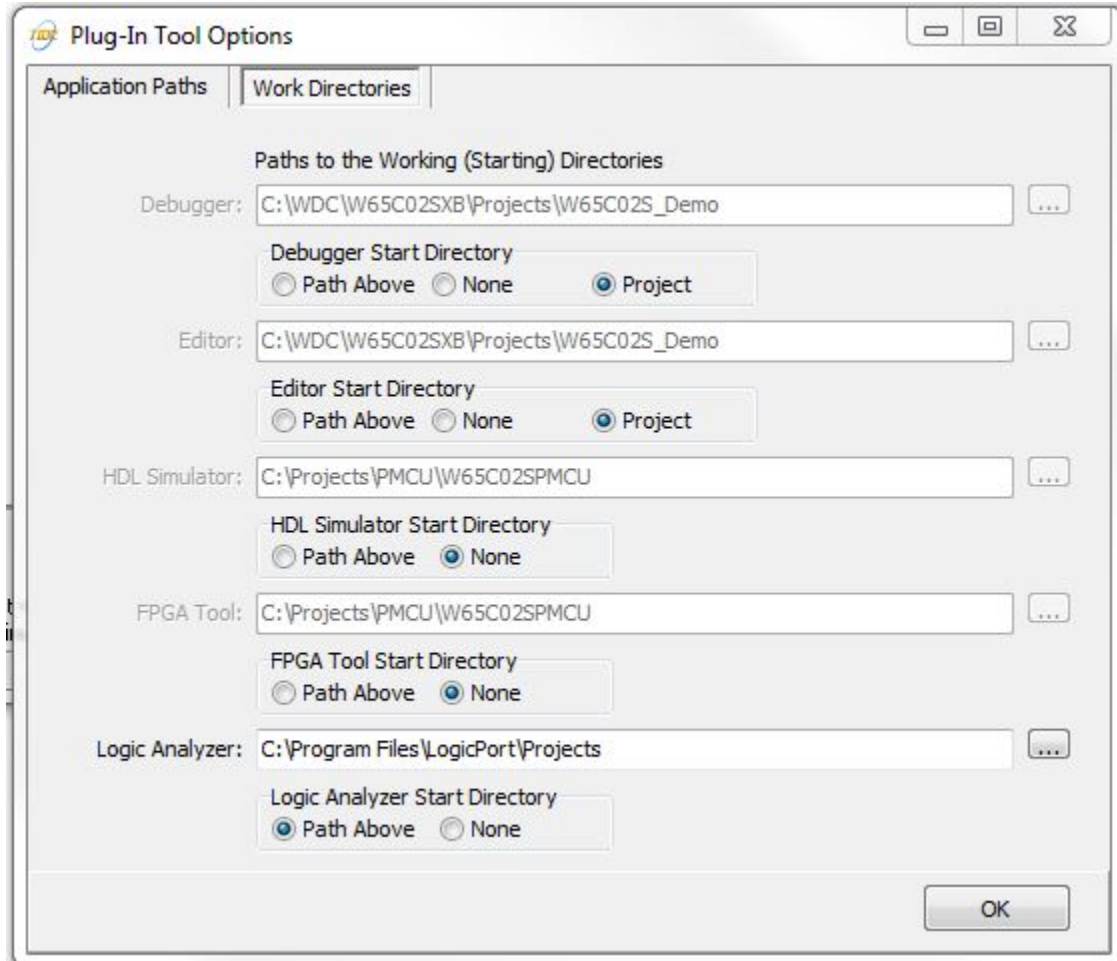 TIDE Plug-In Tool Options
Application Paths Work Directories
Paths to the Working (Starting) Directories
Debugger: C:\WDC\W65C02SXB\Projects\W65C02S_Demo ...
Debugger Start Directory
Path Above None Project
Editor: C:\WDC\W65C02SXB\Projects\W65C02S_Demo ...
Editor Start Directory
Path Above None Project
HDL Simulator: C:\Projects\PMCU\W65C02SPMCU ...
HDL Simulator Start Directory
Path Above None
FPGA Tool: C:\Projects\PMCU\W65C02SPMCU ...
FPGA Tool Start Directory
Path Above None
Logic Analyzer: C:\Program Files\LogicPort\Projects ...
Logic Analyzer Start Directory
Path Above None
OK